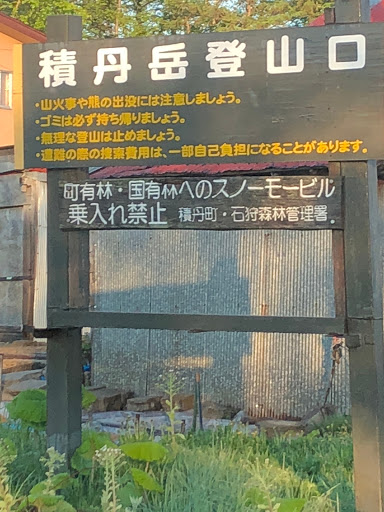 積丹岳登山口
・山火事や熊の出没には注意しましょう。
・ゴミは必ず持ち帰りましょう。
・無理な登山は止めましょう。
・遭難の際の捜索費用は、一部自己負担になることがあります。
町有林・国有林へのスノーモービル
乗入れ禁止 積丹町・石狩森林管理署.